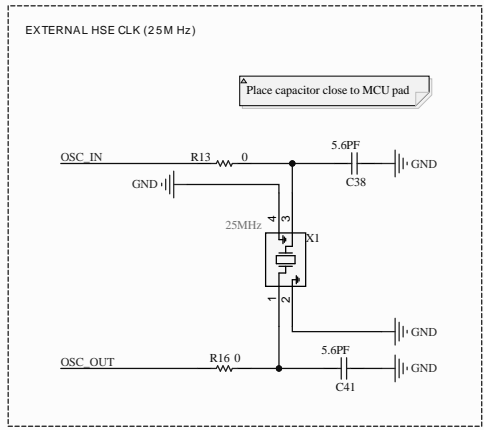 EXTERNAL HSE CLK (25M Hz)
Place capacitor close to MCU pad
OSC_IN
R13
0
5.6PF
GND
C38
GND
4
3
25MHz
X1
1
2
GND
OSC_OUT
R16
0
5.6PF
GND
C41